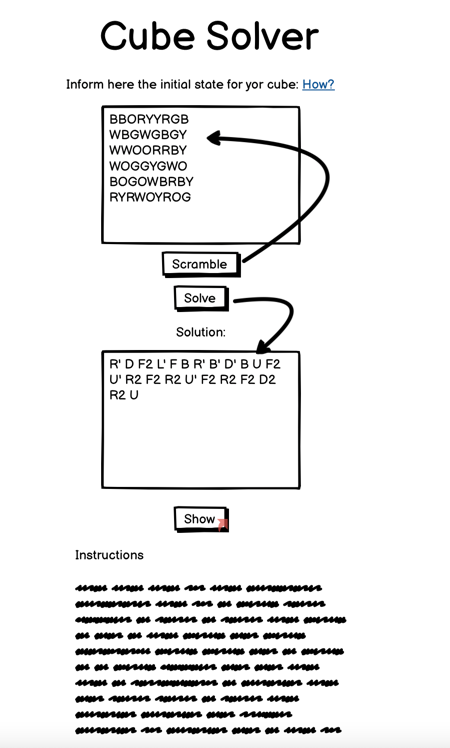 Cube Solver
Inform here the initial state for yor cube: How?
BBORYYRGB
WBGWGBGY
WWOORRBY
WOGGYGWO
BOGOWBRBY
RYRWOYROG
Scramble
Solve
Solution:
R' D F2 L' F B R' B' D' B U F2
U' R2 F2 R2 U' F2 R2 F2 D2
R2 U
Show
Instructions